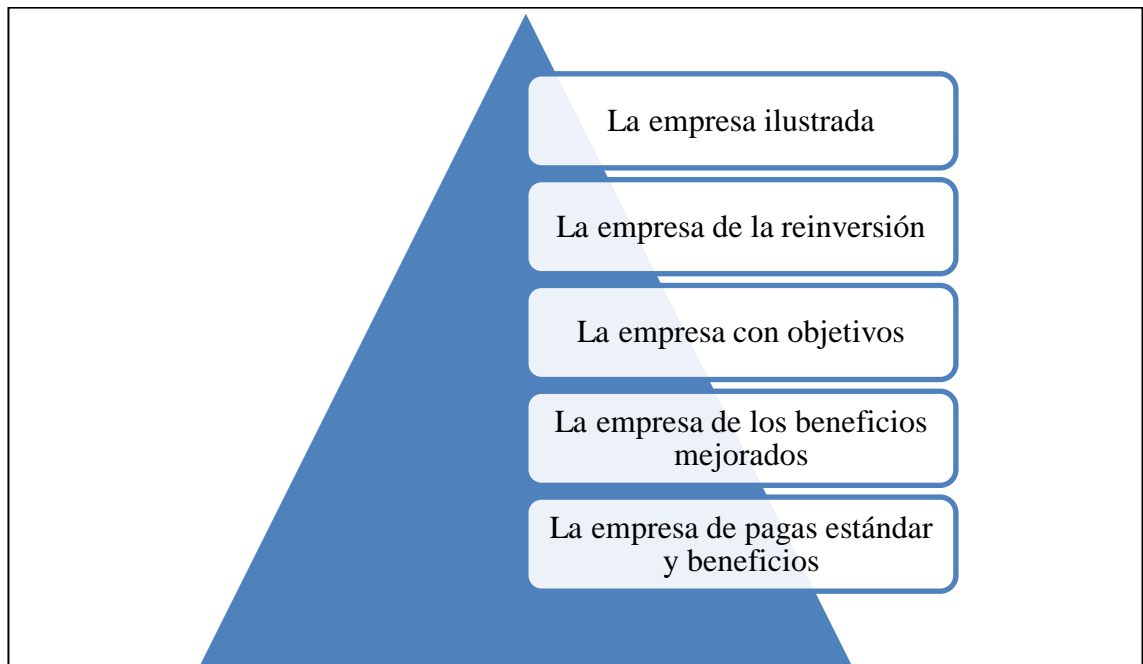 La empresa ilustrada
La empresa de la reinversión
La empresa con objetivos
La empresa de los beneficios
mejorados
La empresa de pagas estándar
y beneficios